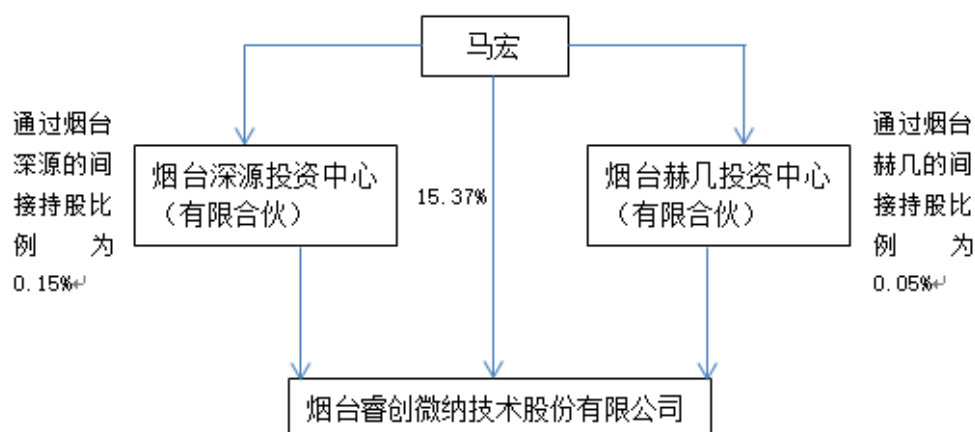 马宏
通过烟台
深源的间
接持股比
例 为
0.15%↵
烟台深源投资中心
（有限合伙）
15.37%
烟台赫几投资中心
（有限合伙）
通过烟台
赫几的间
接持股比
例 为
0.05%↵
烟台睿创微纳技术股份有限公司